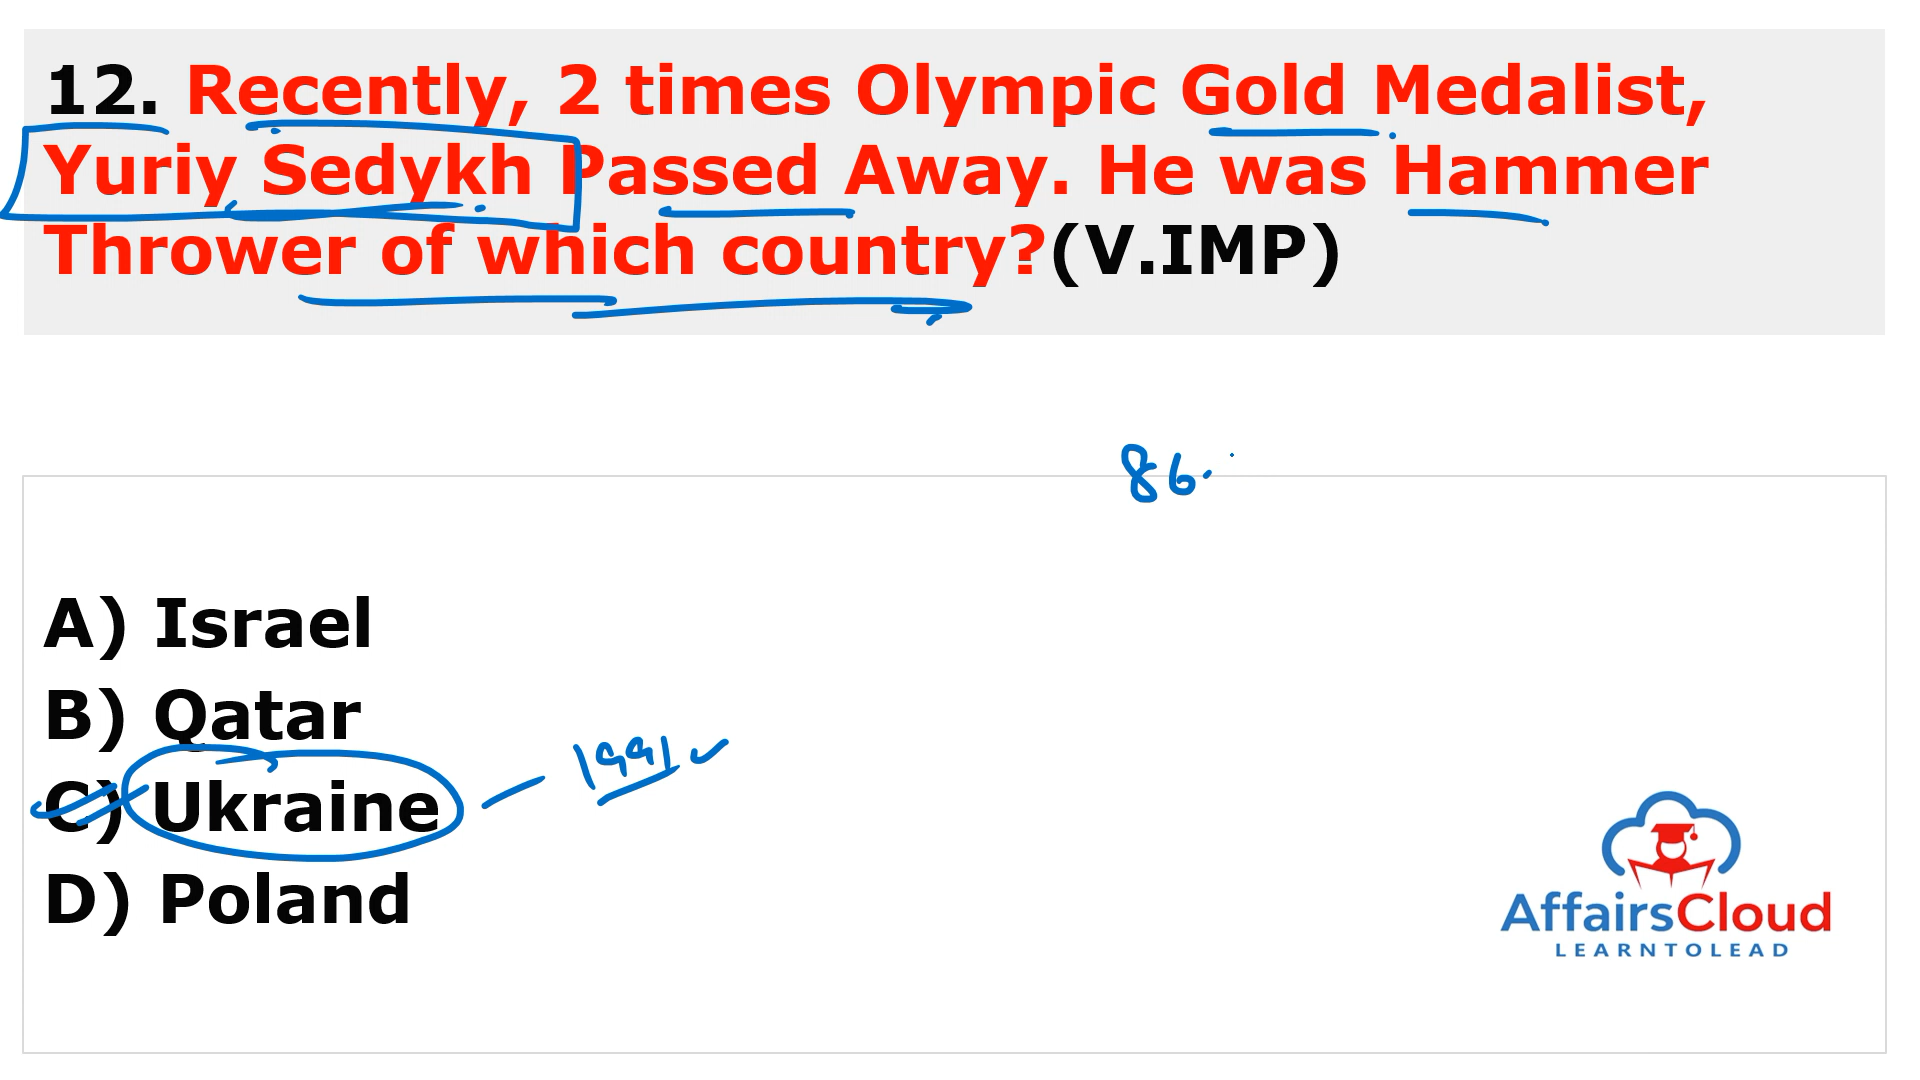 12. Recently, 2 times Olympic Gold Medalist,
Yuriy Sedykh Passed Away. He was Hammer
Thrower of which country?(V.IMP)
86.
A) Israel
B) Qatar
C) Ukraine
1991
D) Poland
AffairsCloud
LEARNTOLEAD